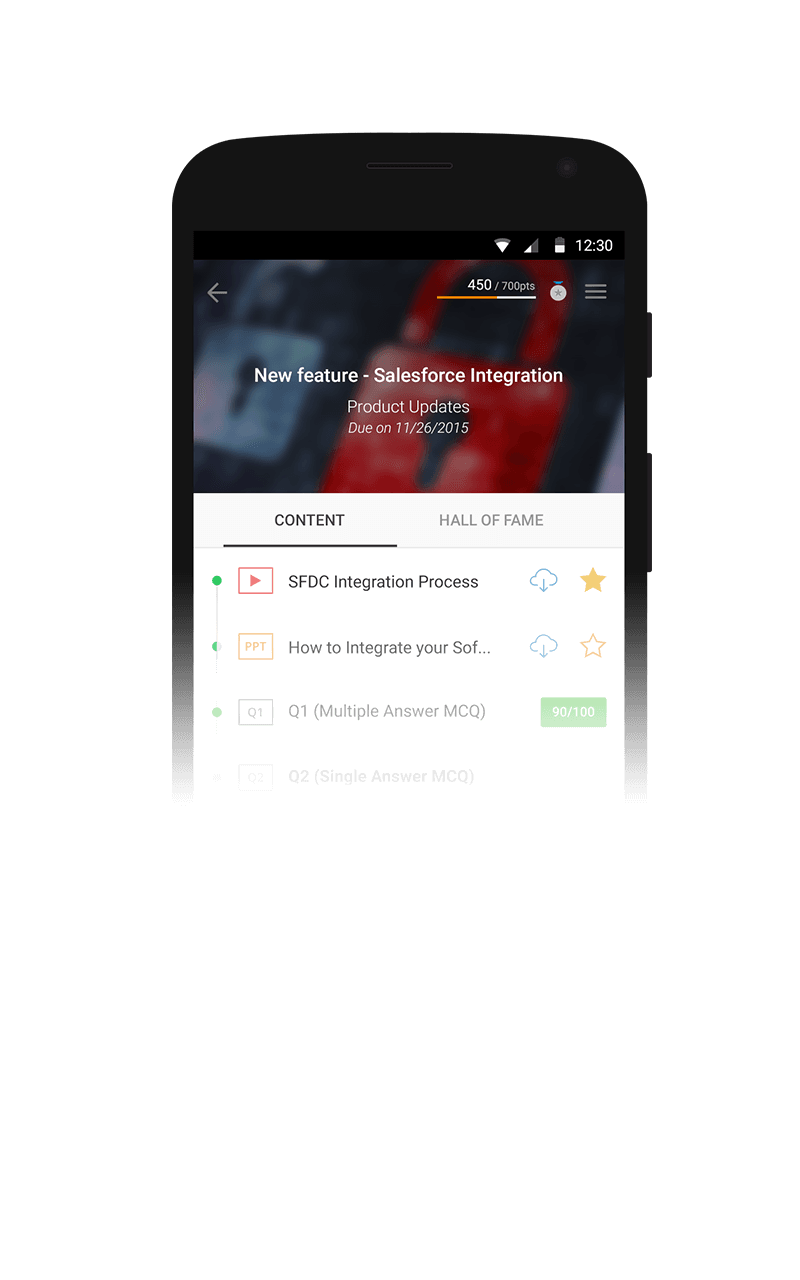 12:30
450 / 700pts
New feature - Salesforce Integration
Product Updates
Due on 11/26/2015
CONTENT
HALL OF FAME
SFDC Integration Process
PPT
How to Integrate your Sof...
Q1
Q1 (Multiple Answer MCQ)
90/100
Q2
Q2 (Single Answer MCQ)